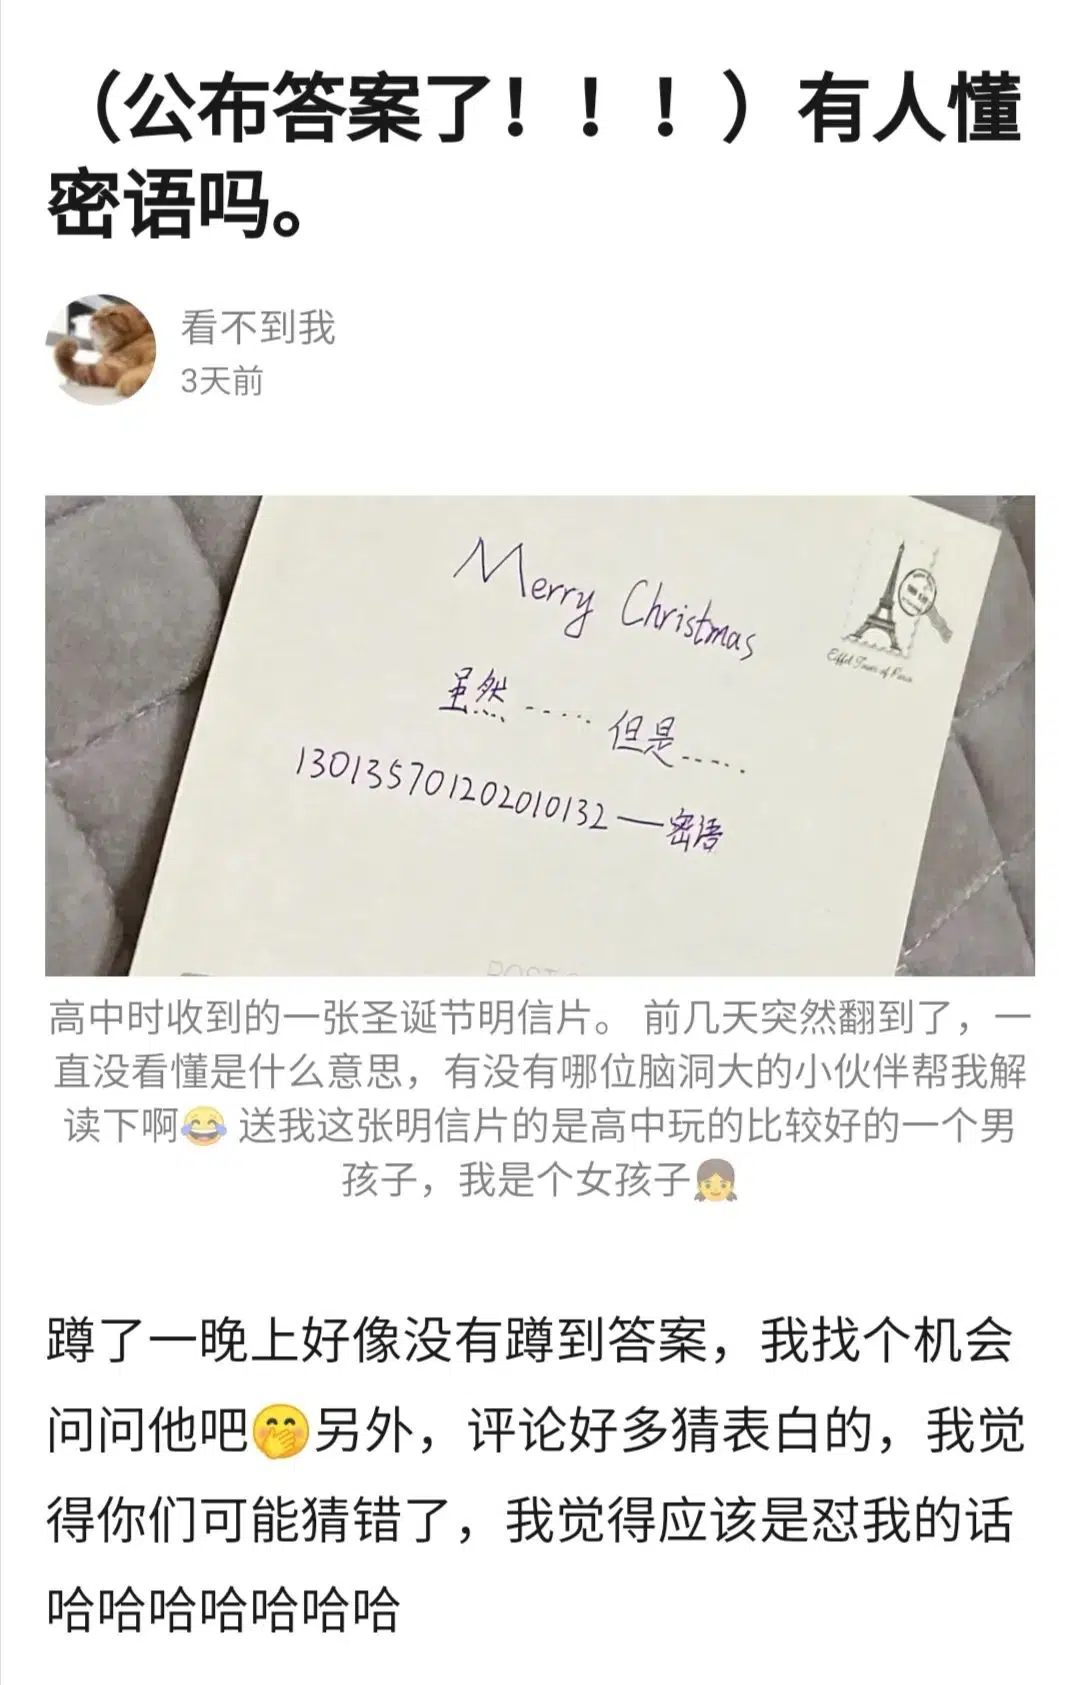 （公布答案了！！！）有人懂
密语吗。
看不到我
3天前
Merry Christmas
虽然……但是……
130135701202010132——密语
Eiffel Tower of Paris
高中时收到的一张圣诞节明信片。 前几天突然翻到了，一
直没看懂是什么意思，有没有哪位脑洞大的小伙伴帮我解
读下啊😂 送我这张明信片的是高中玩的比较好的一个男
孩子，我是个女孩子👧
蹲了一晚上好像没有蹲到答案，我找个机会
问问他吧🤭另外，评论好多猜表白的，我觉
得你们可能猜错了，我觉得应该是怼我的话
哈哈哈哈哈哈哈